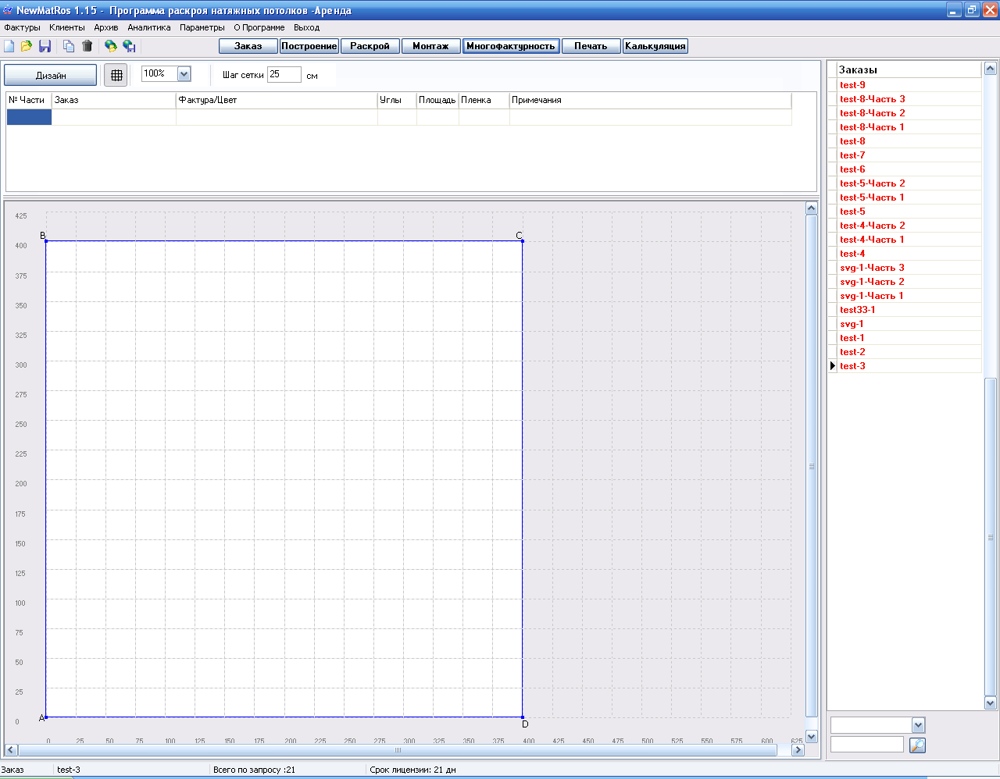 NewMatRos 1.15 - Программа раскроя натяжных потолков -Аренда
Фактуры Клиенты Архив Аналитика Параметры О Программе Выход
Заказ Построение Раскрой Монтаж Многофактурность Печать Калькуляция
Дизайн 100% Шаг сетки 25 см
№ Части Заказ Фактура/Цвет Углы Площадь Пленка Примечания
425
B C
400
375
350
325
300
275
250
225
200
175
150
125
100
75
50
25
A
0
D
0 25 50 75 100 125 150 175 200 225 250 275 300 325 350 375 400 425 450 475 500 525 550 575 600 625
Заказы
test-9
test-8-Часть 3
test-8-Часть 2
test-8-Часть 1
test-8
test-7
test-6
test-5-Часть 2
test-5-Часть 1
test-5
test-4-Часть 2
test-4-Часть 1
test-4
svg-1-Часть 3
svg-1-Часть 2
svg-1-Часть 1
test33-1
svg-1
test-1
test-2
test-3
Заказ test-3 Всего по запросу :21 Срок лицензии: 21 дн